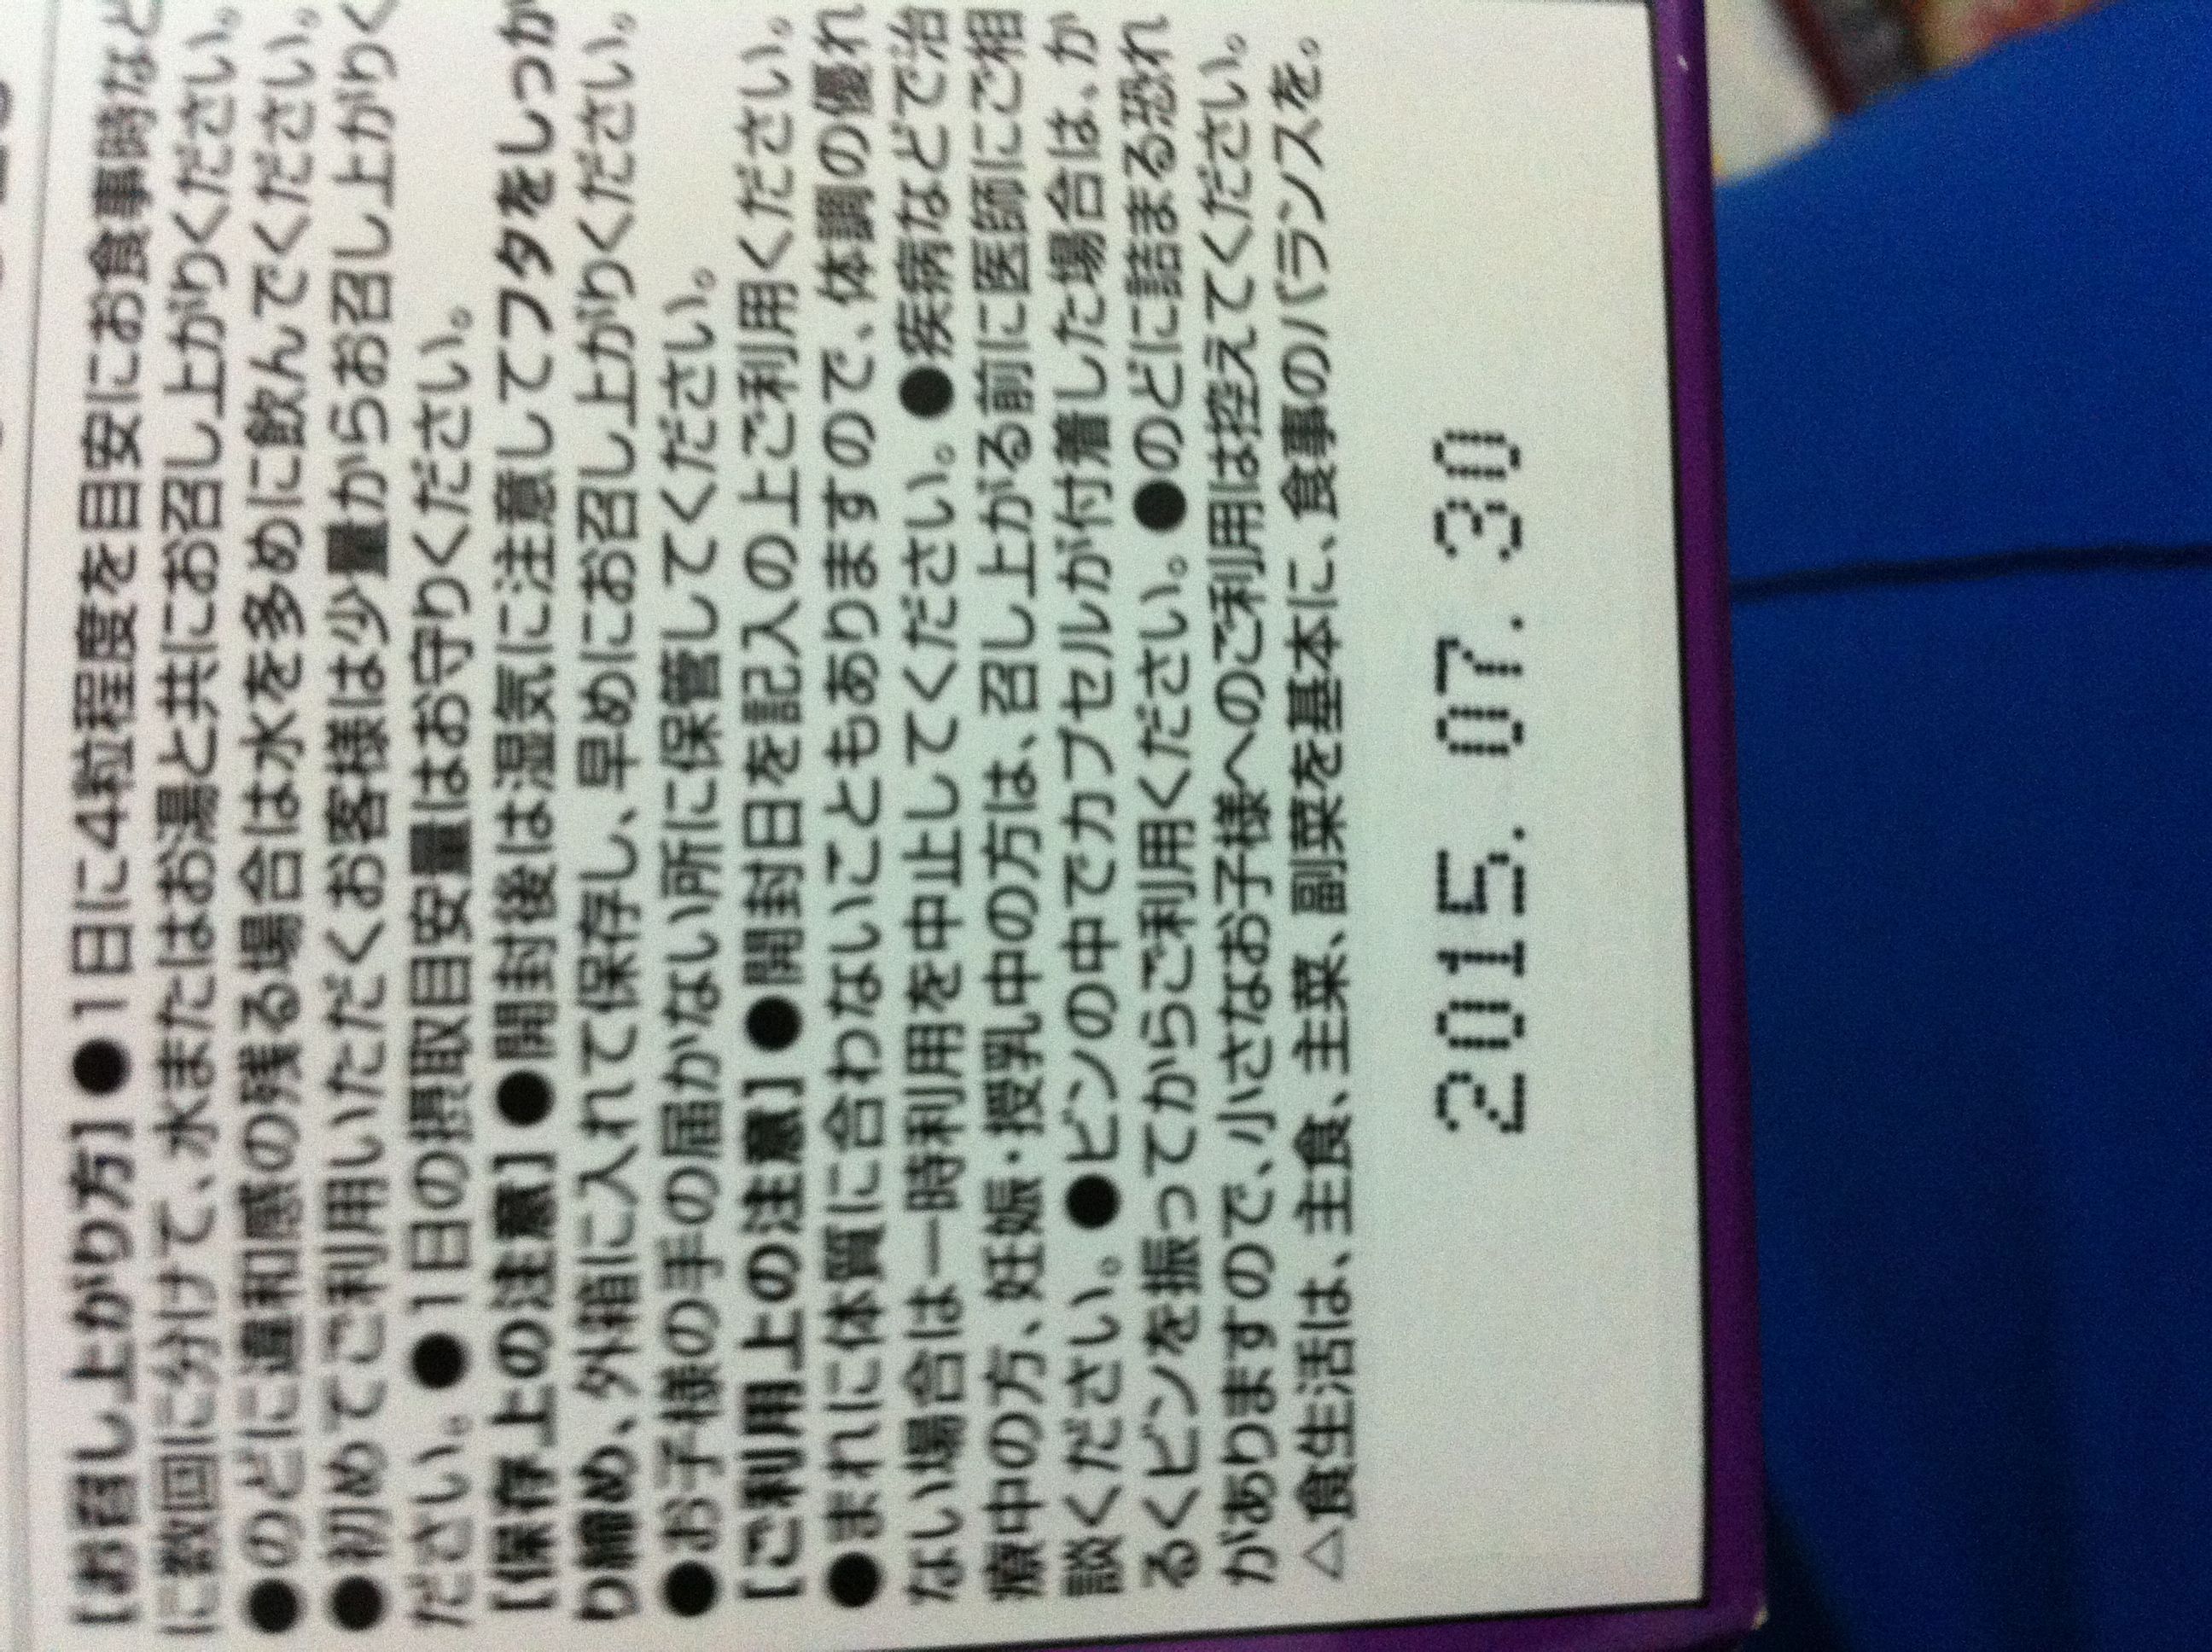 【お召し上がり方】●1日に4粒程度を目安にお食事時など
に数回に分けて、水またはお湯と共にお召し上がりください。
●のどに違和感の残る場合は水を多めに飲んでください。
●初めてご利用いただくお客様は少量からお召し上がりく
ださい。●1日の摂取目安量はお守りください。
【保存上の注意】●開封後は湿気に注意してフタをしっか
り締め、外箱に入れて保存し、早めにお召し上がりください。
●お子様の手の届かない所に保管してください。
【ご利用上の注意】●開封日を記入の上ご利用ください。
●まれに体質に合わないこともありますので、体調の優れ
ない場合は一時利用を中止してください。●疾病などで治
療中の方、妊娠・授乳中の方は、召し上がる前に医師にご相
談ください。●ビンの中でカプセルが付着した場合は、か
るくビンを振ってからご利用ください。●のどに詰まる恐れ
がありますので、小さなお子様へのご利用は控えてください。
△食生活は、主食、主菜、副菜を基本に、食事のバランスを。
2015. 07. 30